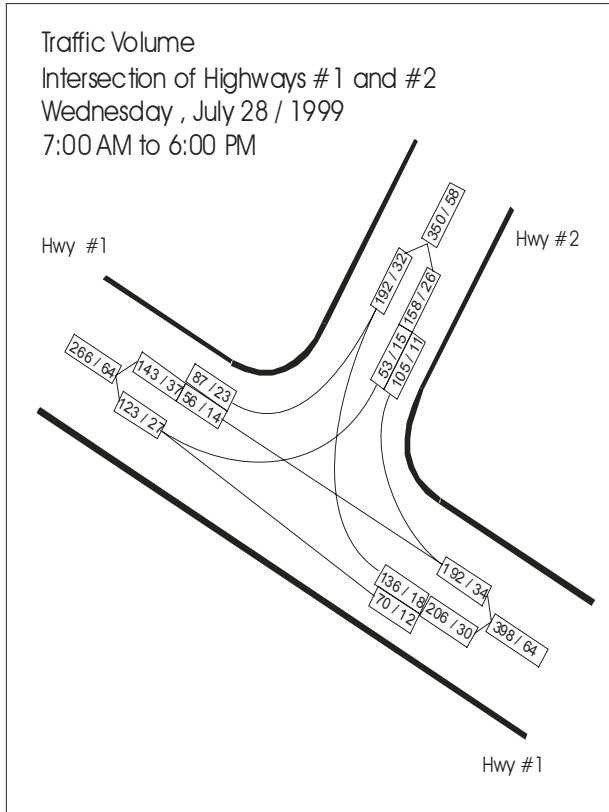 Traffic Volume
Intersection of Highways #1 and #2
Wednesday , July 28 / 1999
7:00 AM to 6:00 PM
Hwy #1
Hwy #2
350 / 58
192 / 32
158 / 26
53 / 15
105 / 11
266 / 64
143 / 37
87 / 23
56 / 14
123 / 27
192 / 34
136 / 18
70 / 12
206 / 30
398 / 64
Hwy #1